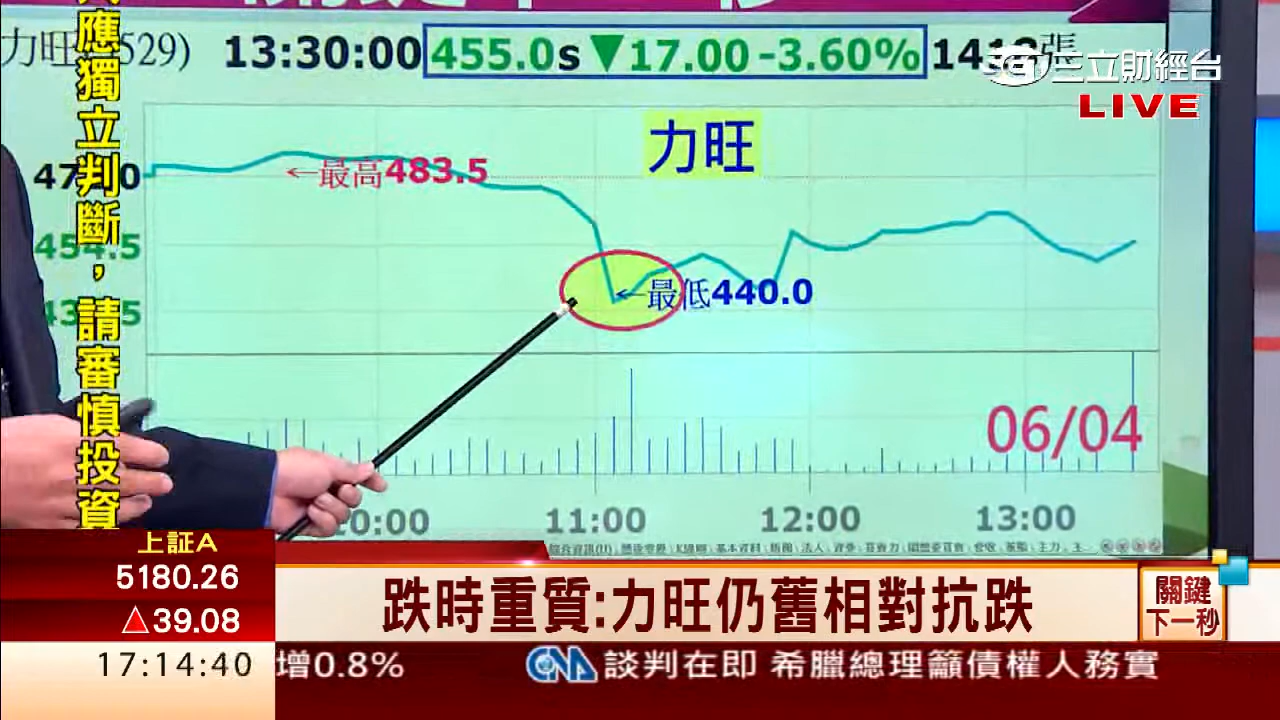 應獨立判斷，請審慎投資
力旺 529)
13:30:00 455.0s ▼17.00 -3.60% 張
三立財經台
LIVE
力旺
←最高483.5
454.5
←最低440.0
06/04
11:00 12:00 13:00
上証A
5180.26
△39.08
跌時重質:力旺仍舊相對抗跌
關鍵
下一秒
17:14:40
增0.8% CNA 談判在即 希臘總理籲債權人務實